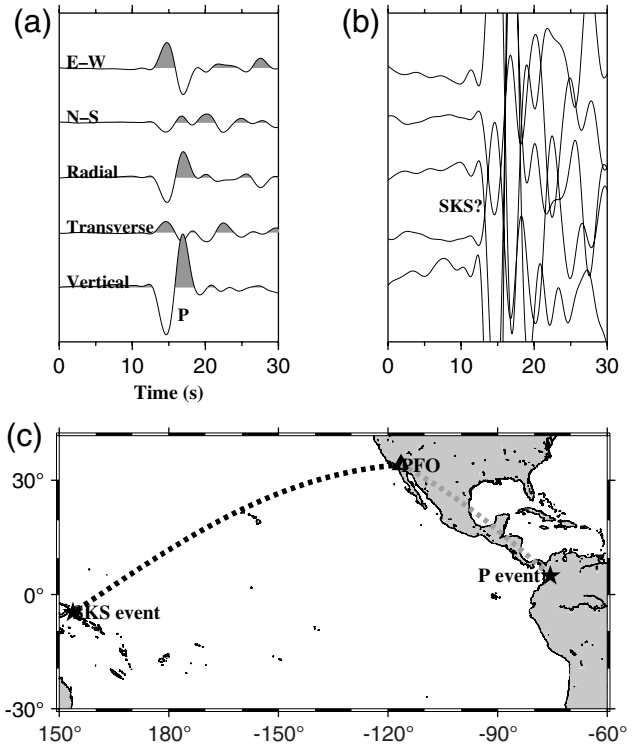 (a)
(b)
E–W
N–S
Radial
Transverse
Vertical
P
SKS?
0 10 20 30
0 10 20 30
Time (s)
(c)
30°
0°
-30°
PFO
P event
SKS event
150° 180° -150° -120° -90° -60°